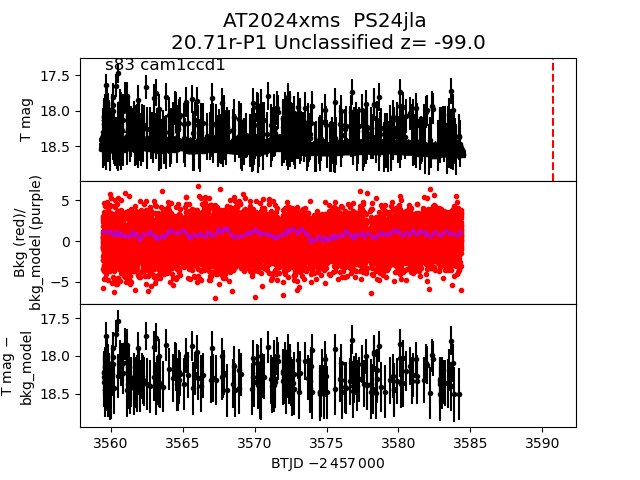 AT2024xms  PS24jla
20.71r-P1 Unclassified z= -99.0
s83 cam1ccd1
17.5
18.0
18.5
T mag
5
0
−5
Bkg (red)/
bkg_model (purple)
17.5
18.0
18.5
T mag −
bkg_model
3560 3565 3570 3575 3580 3585 3590
BTJD −2 457 000